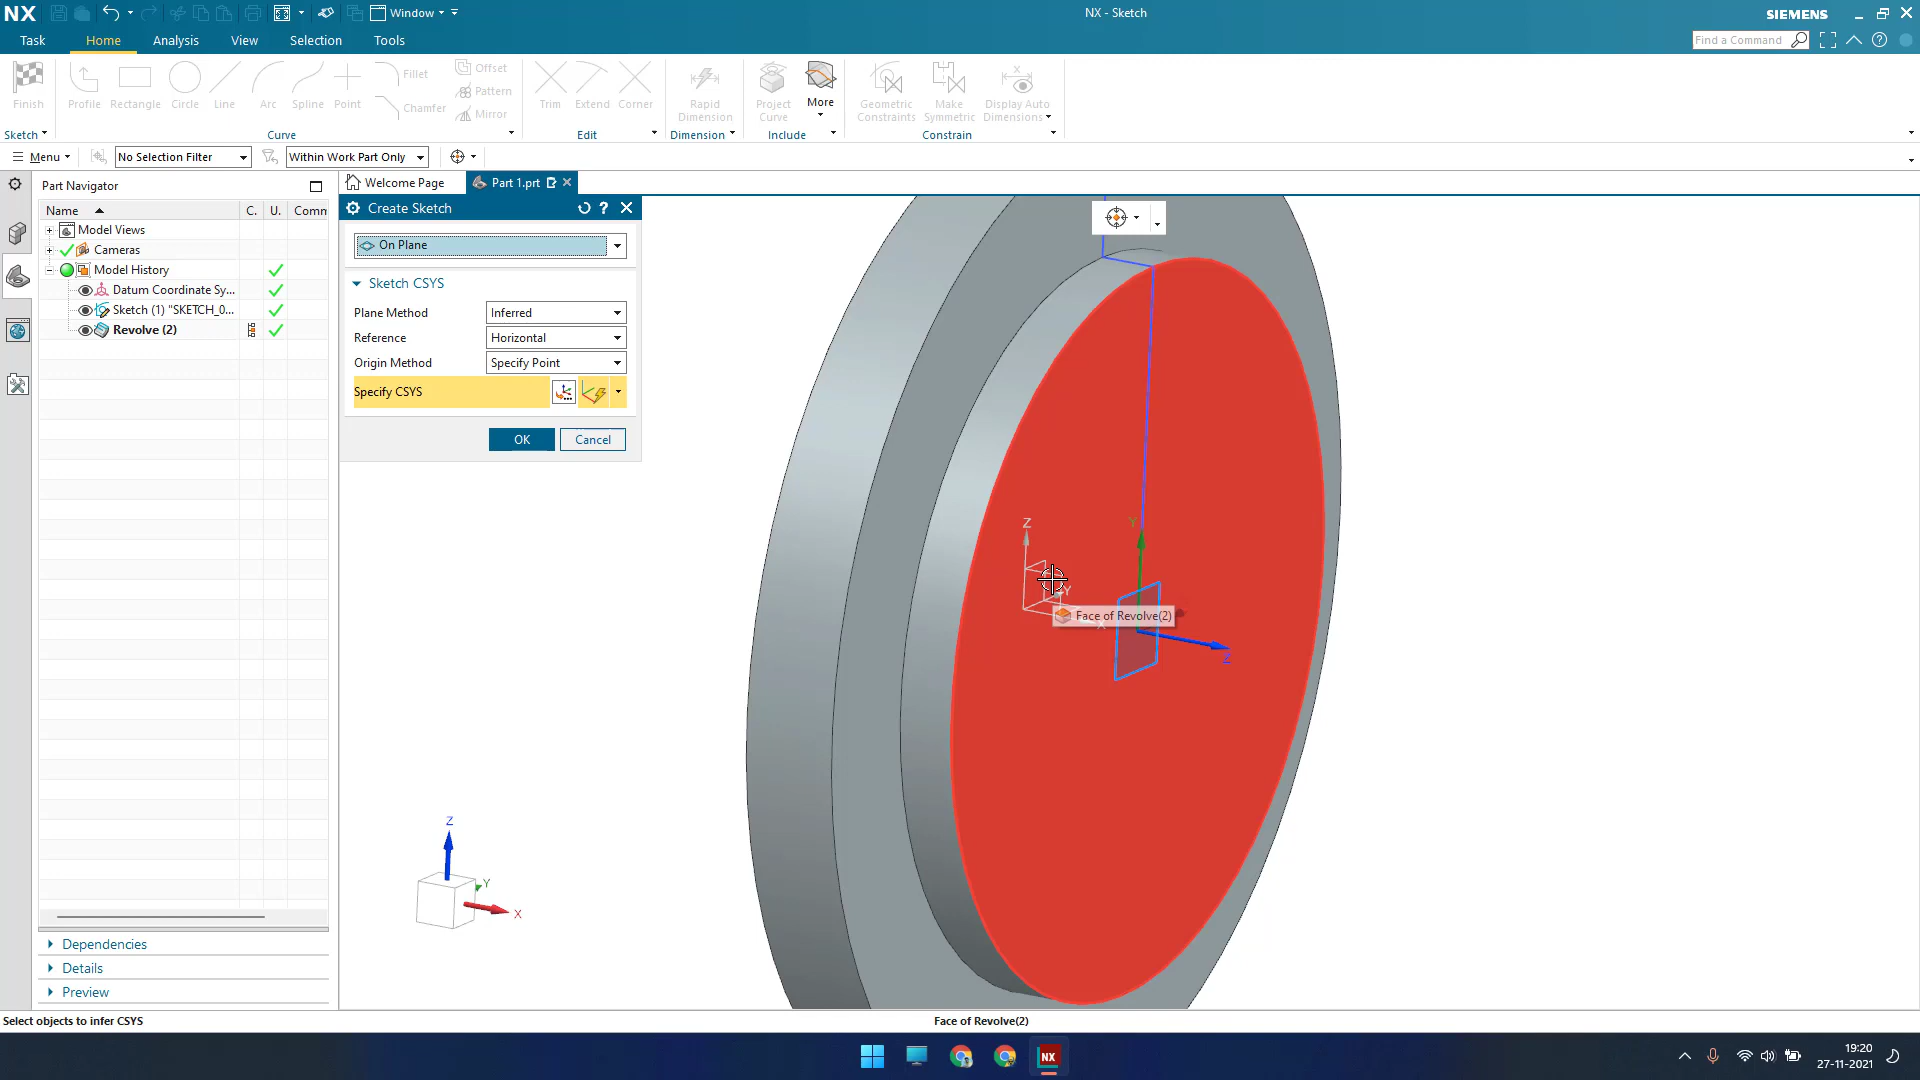 NX
Window
NX - Sketch
SIEMENS
Task
Home
Analysis
View
Selection
Tools
Find a Command
Finish
Profile
Rectangle
Circle
Line
Arc
Spline
Point
Fillet
Chamfer
Offset
Pattern
Mirror
Trim
Extend
Corner
Rapid
Dimension
Project
Curve
More
Geometric
Constraints
Make
Symmetric
Display Auto
Dimensions
Sketch
Curve
Edit
Dimension
Include
Constrain
Menu
No Selection Filter
Within Work Part Only
Part Navigator
Welcome Page
Part 1.prt
Name
C.
U.
Comm
Model Views
Cameras
Model History
Datum Coordinate Sy...
Sketch (1) "SKETCH_0...
Revolve (2)
Create Sketch
On Plane
Sketch CSYS
Plane Method
Inferred
Reference
Horizontal
Origin Method
Specify Point
Specify CSYS
OK
Cancel
Z
Y
X
Y
Z
Face of Revolve(2)
Z
Y
X
Dependencies
Details
Preview
Select objects to infer CSYS
Face of Revolve(2)
NX
19:20
27-11-2021